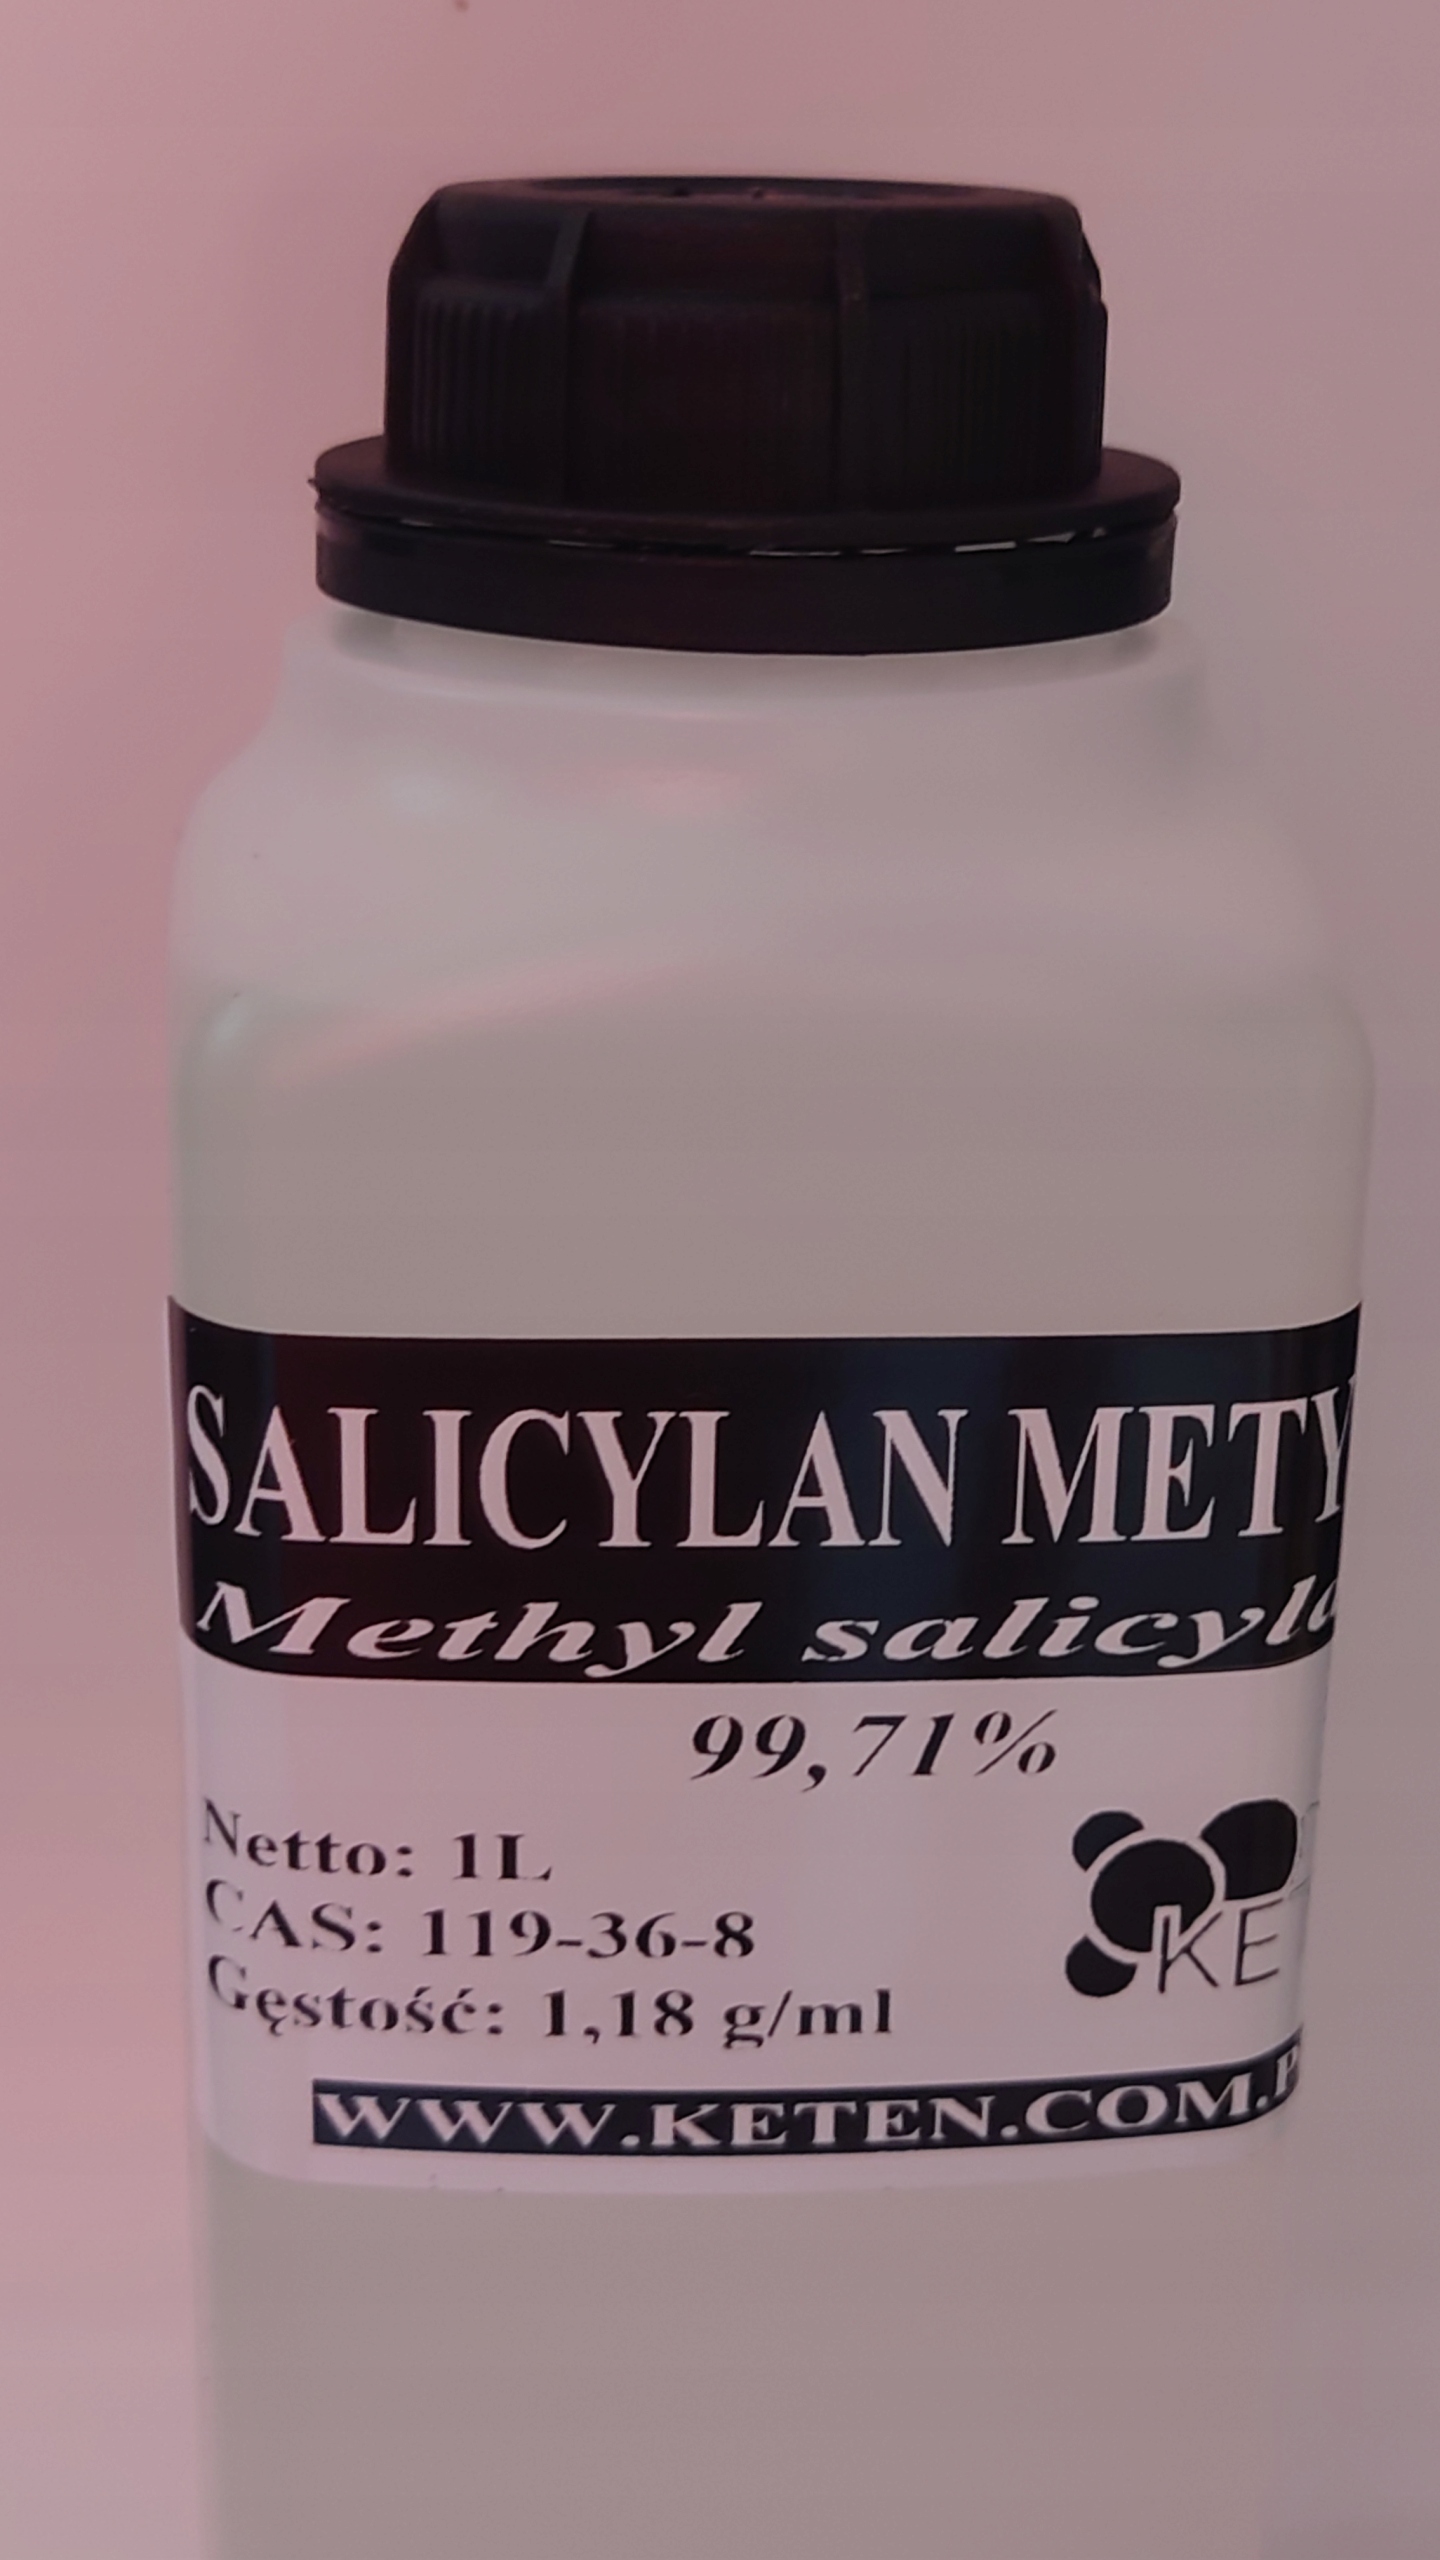 SALICYLAN METY
Methyl salicyla
99,71%
Netto: 1L
CAS: 119-36-8
Gęstość: 1,18 g/ml
KE
WWW.KETEN.COM.P